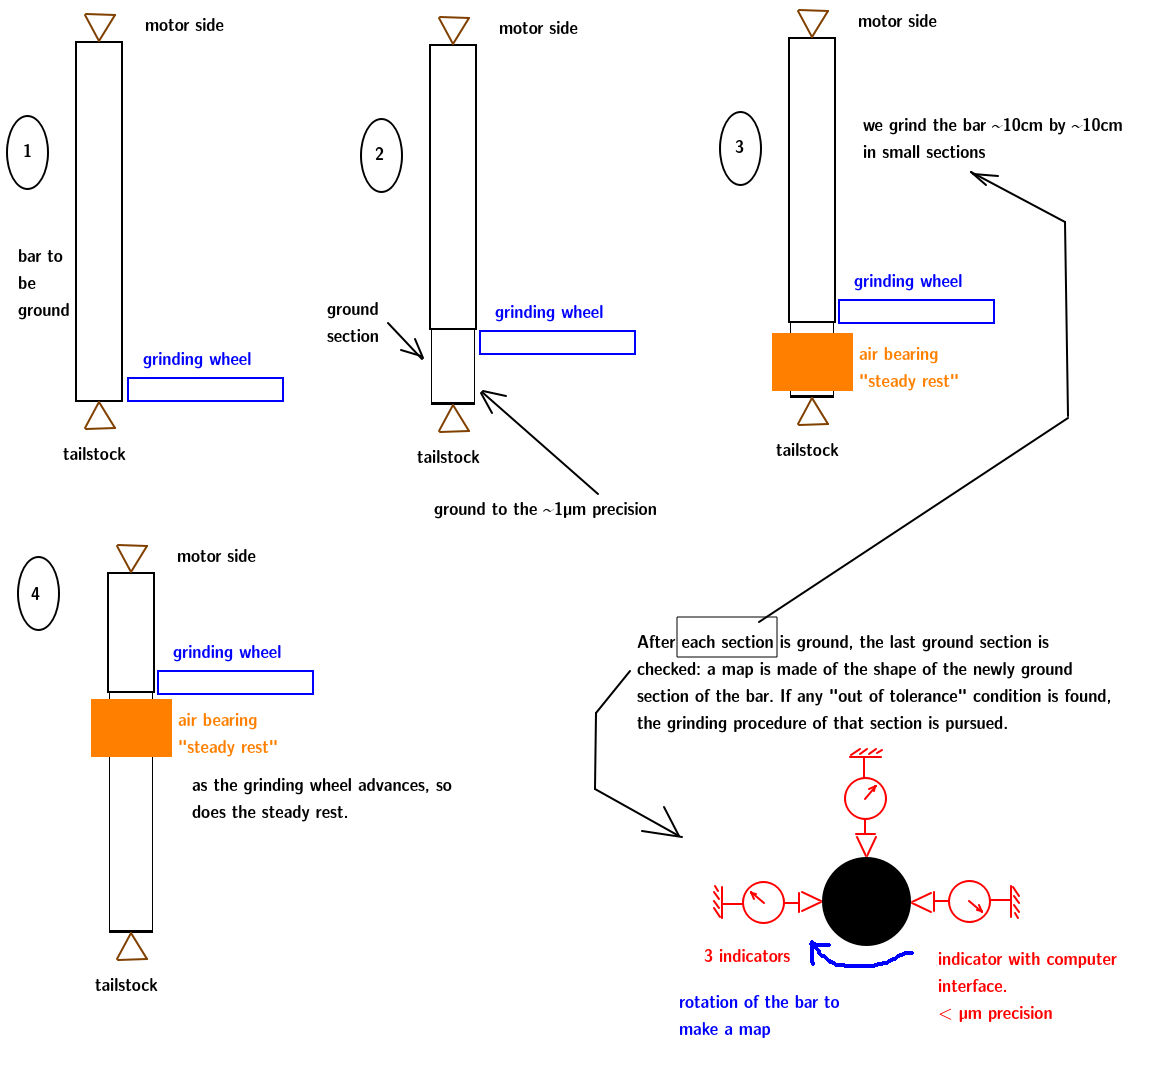 1
motor side
bar to
be
ground
grinding wheel
tailstock
2
motor side
ground
section
grinding wheel
tailstock
ground to the ~1µm precision
3
motor side
we grind the bar ~10cm by ~10cm
in small sections
grinding wheel
air bearing
"steady rest"
tailstock
4
motor side
grinding wheel
air bearing
"steady rest"
as the grinding wheel advances, so
does the steady rest.
tailstock
After each section is ground, the last ground section is
checked: a map is made of the shape of the newly ground
section of the bar. If any "out of tolerance" condition is found,
the grinding procedure of that section is pursued.
3 indicators
rotation of the bar to
make a map
indicator with computer
interface.
< µm precision